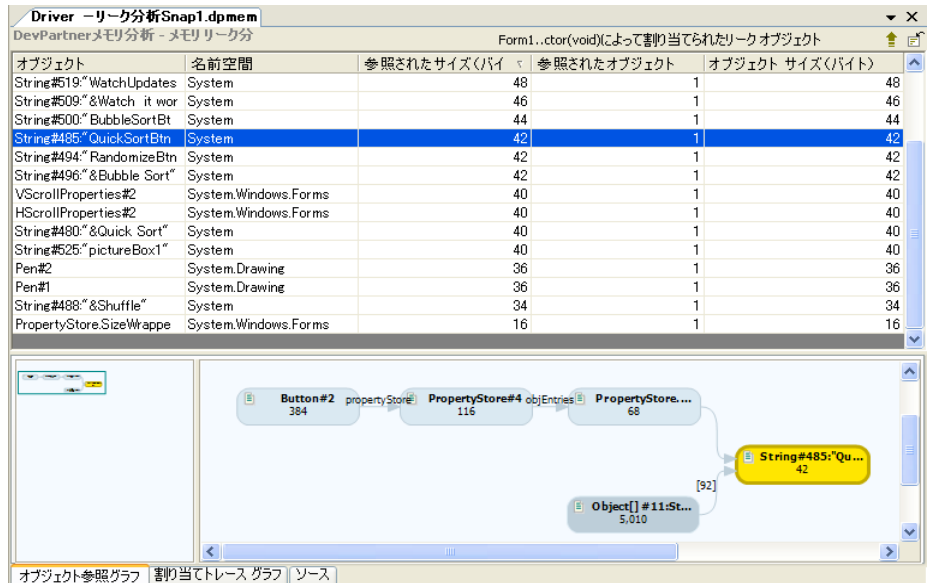 Driver －リーク分析Snap1.dpmem
DevPartnerメモリ分析 - メモリ リーク分
Form1..ctor(void)によって割り当てられたリーク オブジェクト
オブジェクト 名前空間 参照されたサイズ(バイ 参照されたオブジェクト オブジェクト サイズ(バイト)
String#519:"WatchUpdates System 48 1 48
String#509:"&Watch it wor System 46 1 46
String#500:"BubbleSortBt System 44 1 44
String#485:"QuickSortBtn System 42 1 42
String#494:"RandomizeBtn System 42 1 42
String#496:"&Bubble Sort" System 42 1 42
VScrollProperties#2 System.Windows.Forms 40 1 40
HScrollProperties#2 System.Windows.Forms 40 1 40
String#480:"&Quick Sort" System 40 1 40
String#525:"pictureBox1" System 40 1 40
Pen#2 System.Drawing 36 1 36
Pen#1 System.Drawing 36 1 36
String#488:"&Shuffle" System 34 1 34
PropertyStore.SizeWrappe System.Windows.Forms 16 1 16
Button#2 propertyStore PropertyStore#4 objEntries PropertyStore....
384 116 68
String#485:"Qu...
42
[92]
Object[] #11:St...
5,010
オブジェクト参照グラフ 割り当てトレース グラフ ソース